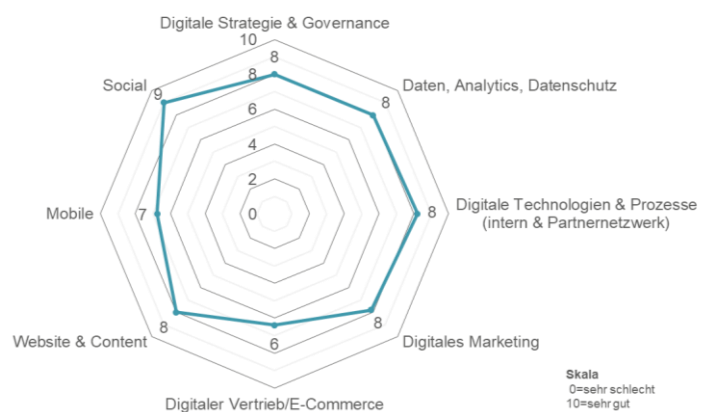 Digitale Strategie & Governance
10
8
8
Social
9
Daten, Analytics, Datenschutz
8
6
4
2
0
Mobile
7
Digitale Technologien & Prozesse
(intern & Partnernetzwerk)
8
Website & Content
8
6
8
Digitales Marketing
Digitaler Vertrieb/E-Commerce
Skala
0=sehr schlecht
10=sehr gut